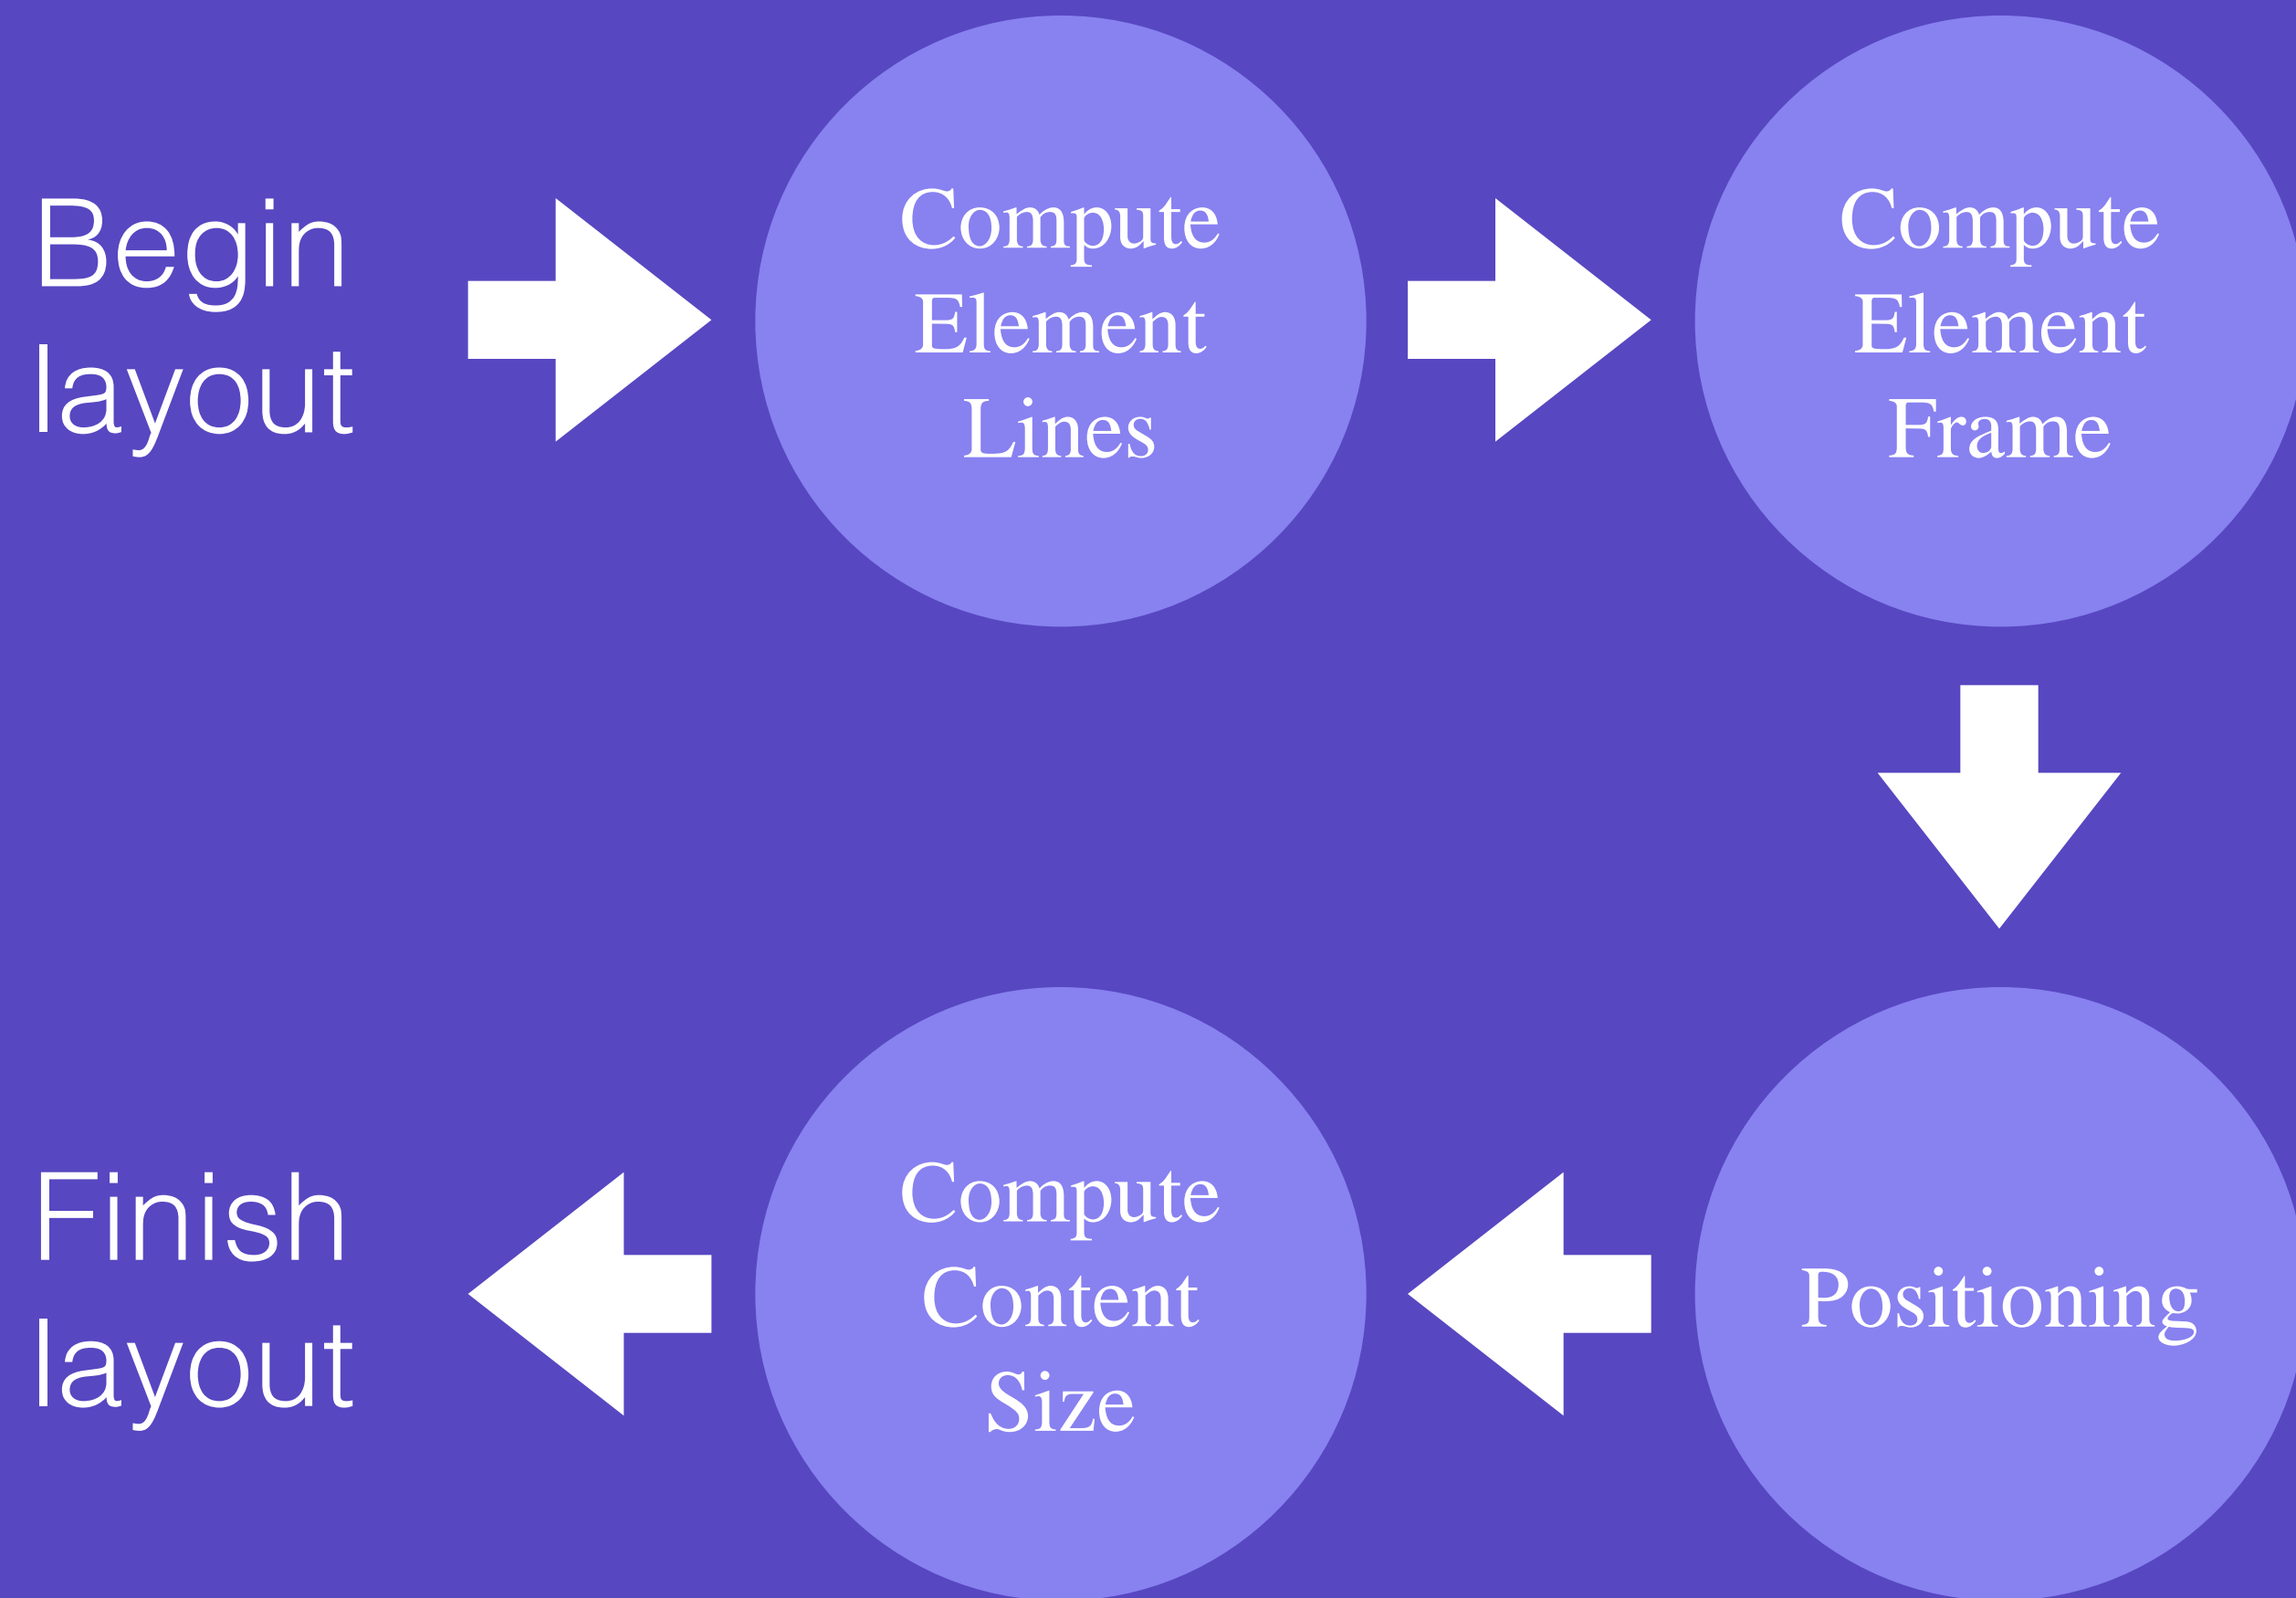 Begin
layout
Compute
Element
Lines
Compute
Element
Frame
Positioning
Compute
Content
Size
Finish
layout